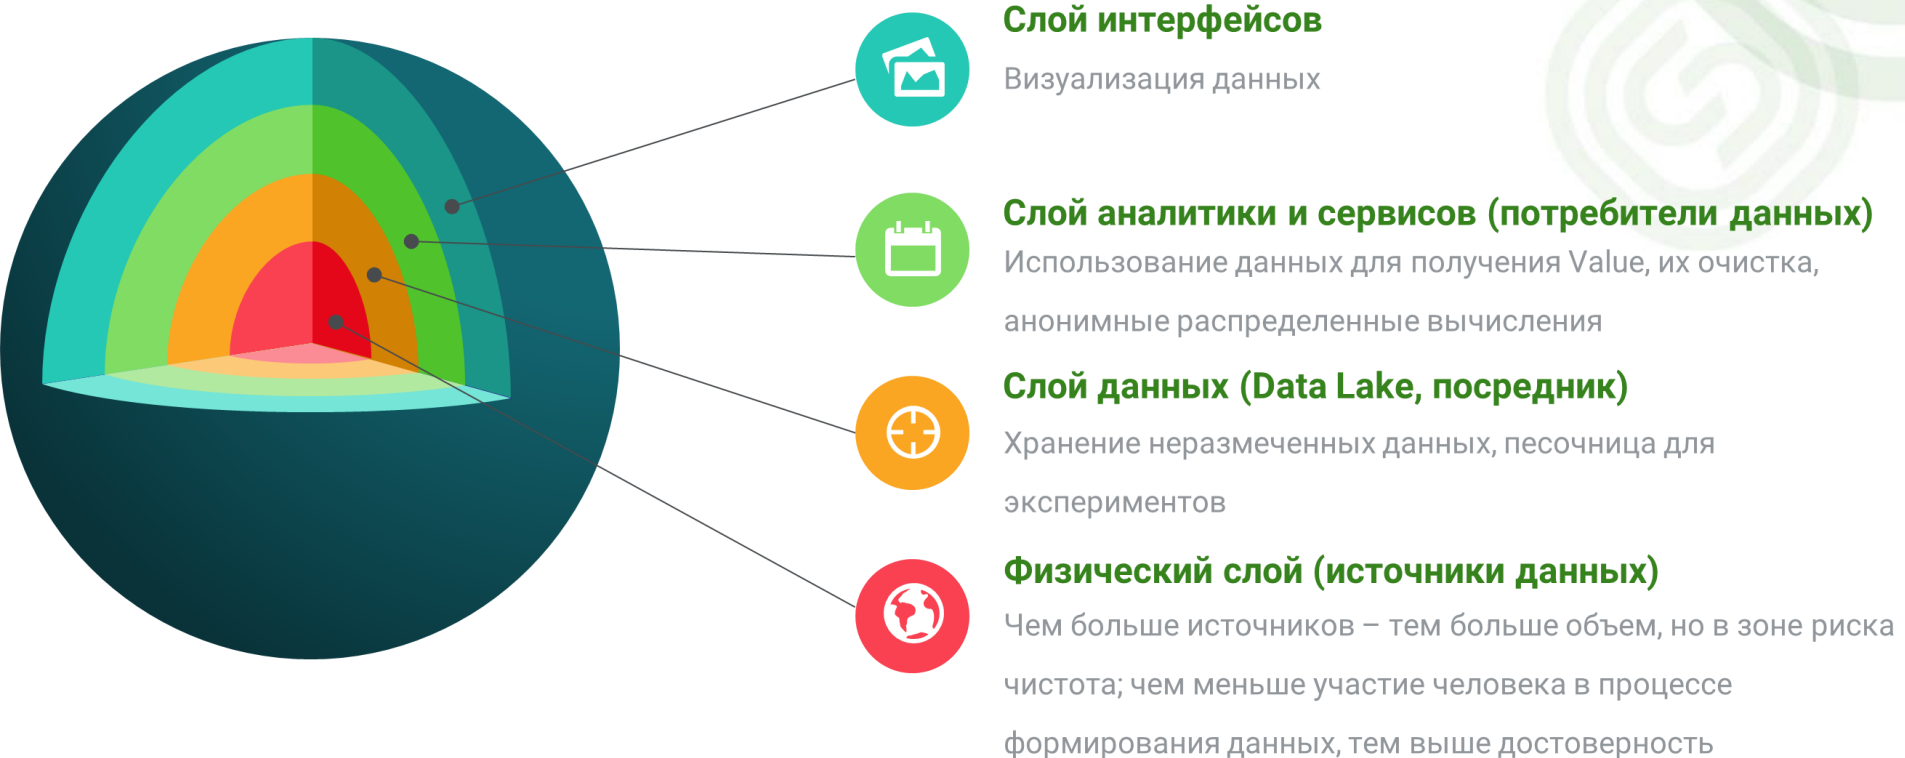 Слой интерфейсов
Визуализация данных
Слой аналитики и сервисов (потребители данных)
Использование данных для получения Value, их очистка,
анонимные распределенные вычисления
Слой данных (Data Lake, посредник)
Хранение неразмеченных данных, песочница для
экспериментов
Физический слой (источники данных)
Чем больше источников – тем больше объем, но в зоне риска
чистота; чем меньше участие человека в процессе
формирования данных, тем выше достоверность